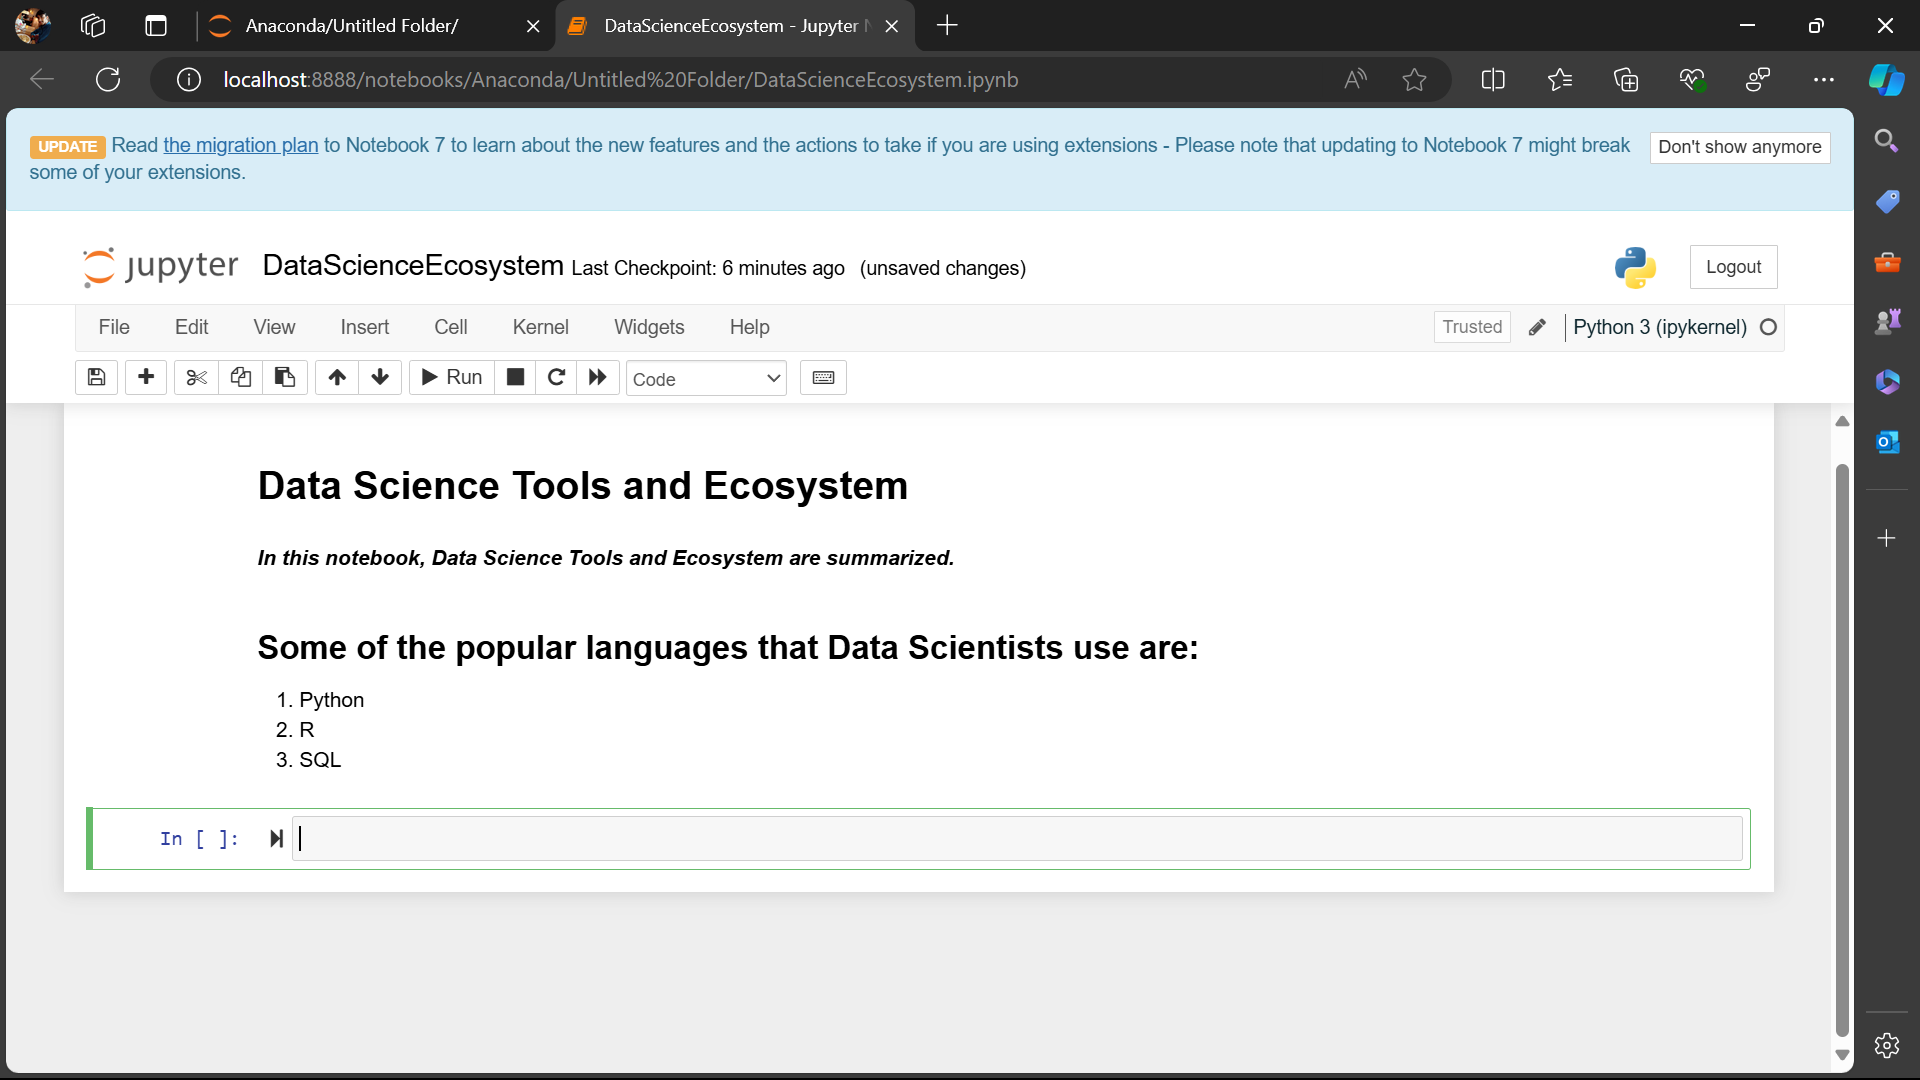 Anaconda/Untitled Folder/
DataScienceEcosystem - Jupyter N
localhost:8888/notebooks/Anaconda/Untitled%20Folder/DataScienceEcosystem.ipynb
UPDATE Read the migration plan to Notebook 7 to learn about the new features and the actions to take if you are using extensions - Please note that updating to Notebook 7 might break
some of your extensions.
Don't show anymore
jupyter DataScienceEcosystem Last Checkpoint: 6 minutes ago (unsaved changes)
Logout
File Edit View Insert Cell Kernel Widgets Help
Trusted Python 3 (ipykernel)
Run Code
Data Science Tools and Ecosystem
In this notebook, Data Science Tools and Ecosystem are summarized.
Some of the popular languages that Data Scientists use are:
1. Python
2. R
3. SQL
In [ ]: